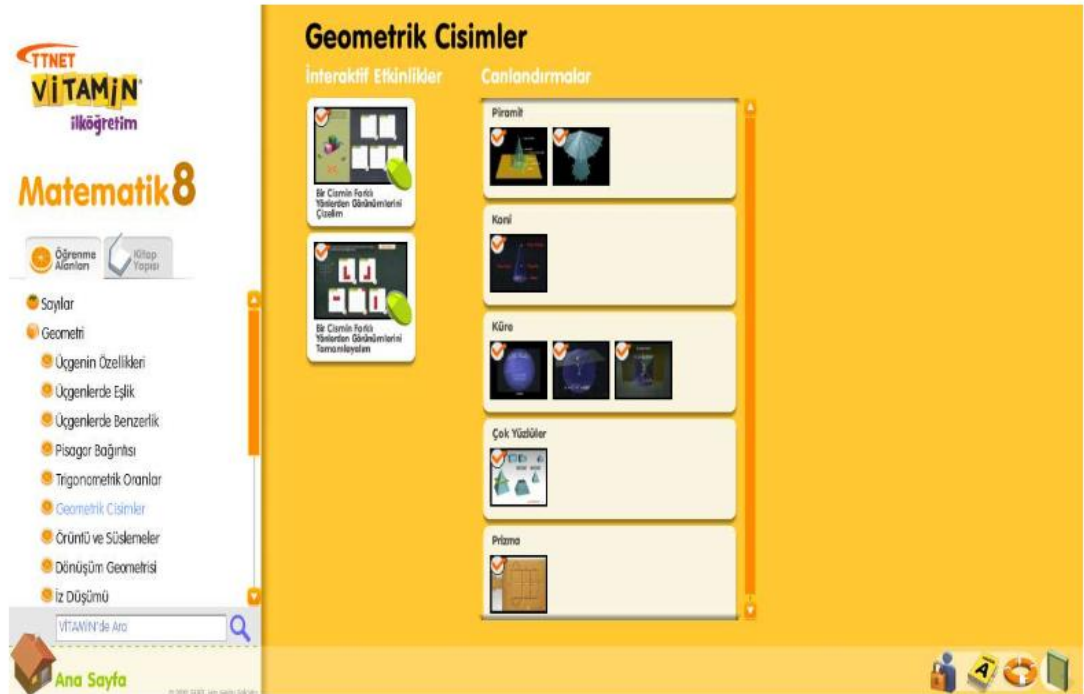 TTNET
VİTAMİN
ilköğretim
Matematik 8
Öğrenme Alanları
Kitap Yapısı
Sayılar
Geometri
Üçgenin Özellikleri
Üçgenlerde Eşlik
Üçgenlerde Benzerlik
Pisagor Bağıntısı
Trigonometrik Oranlar
Geometrik Cisimler
Örüntü ve Süslemeler
Dönüşüm Geometrisi
İz Düşümü
VİTAMİN'de Ara
Ana Sayfa
Geometrik Cisimler
İnteraktif Etkinlikler
Bir Cismin Farklı
Yönlerden Görünümlerini
Çizelim
Bir Cismin Farklı
Yönlerden Görünümlerini
Tamamlayalım
Canlandırmalar
Piramit
Koni
Küre
Çok Yüzlüler
Prizma
A